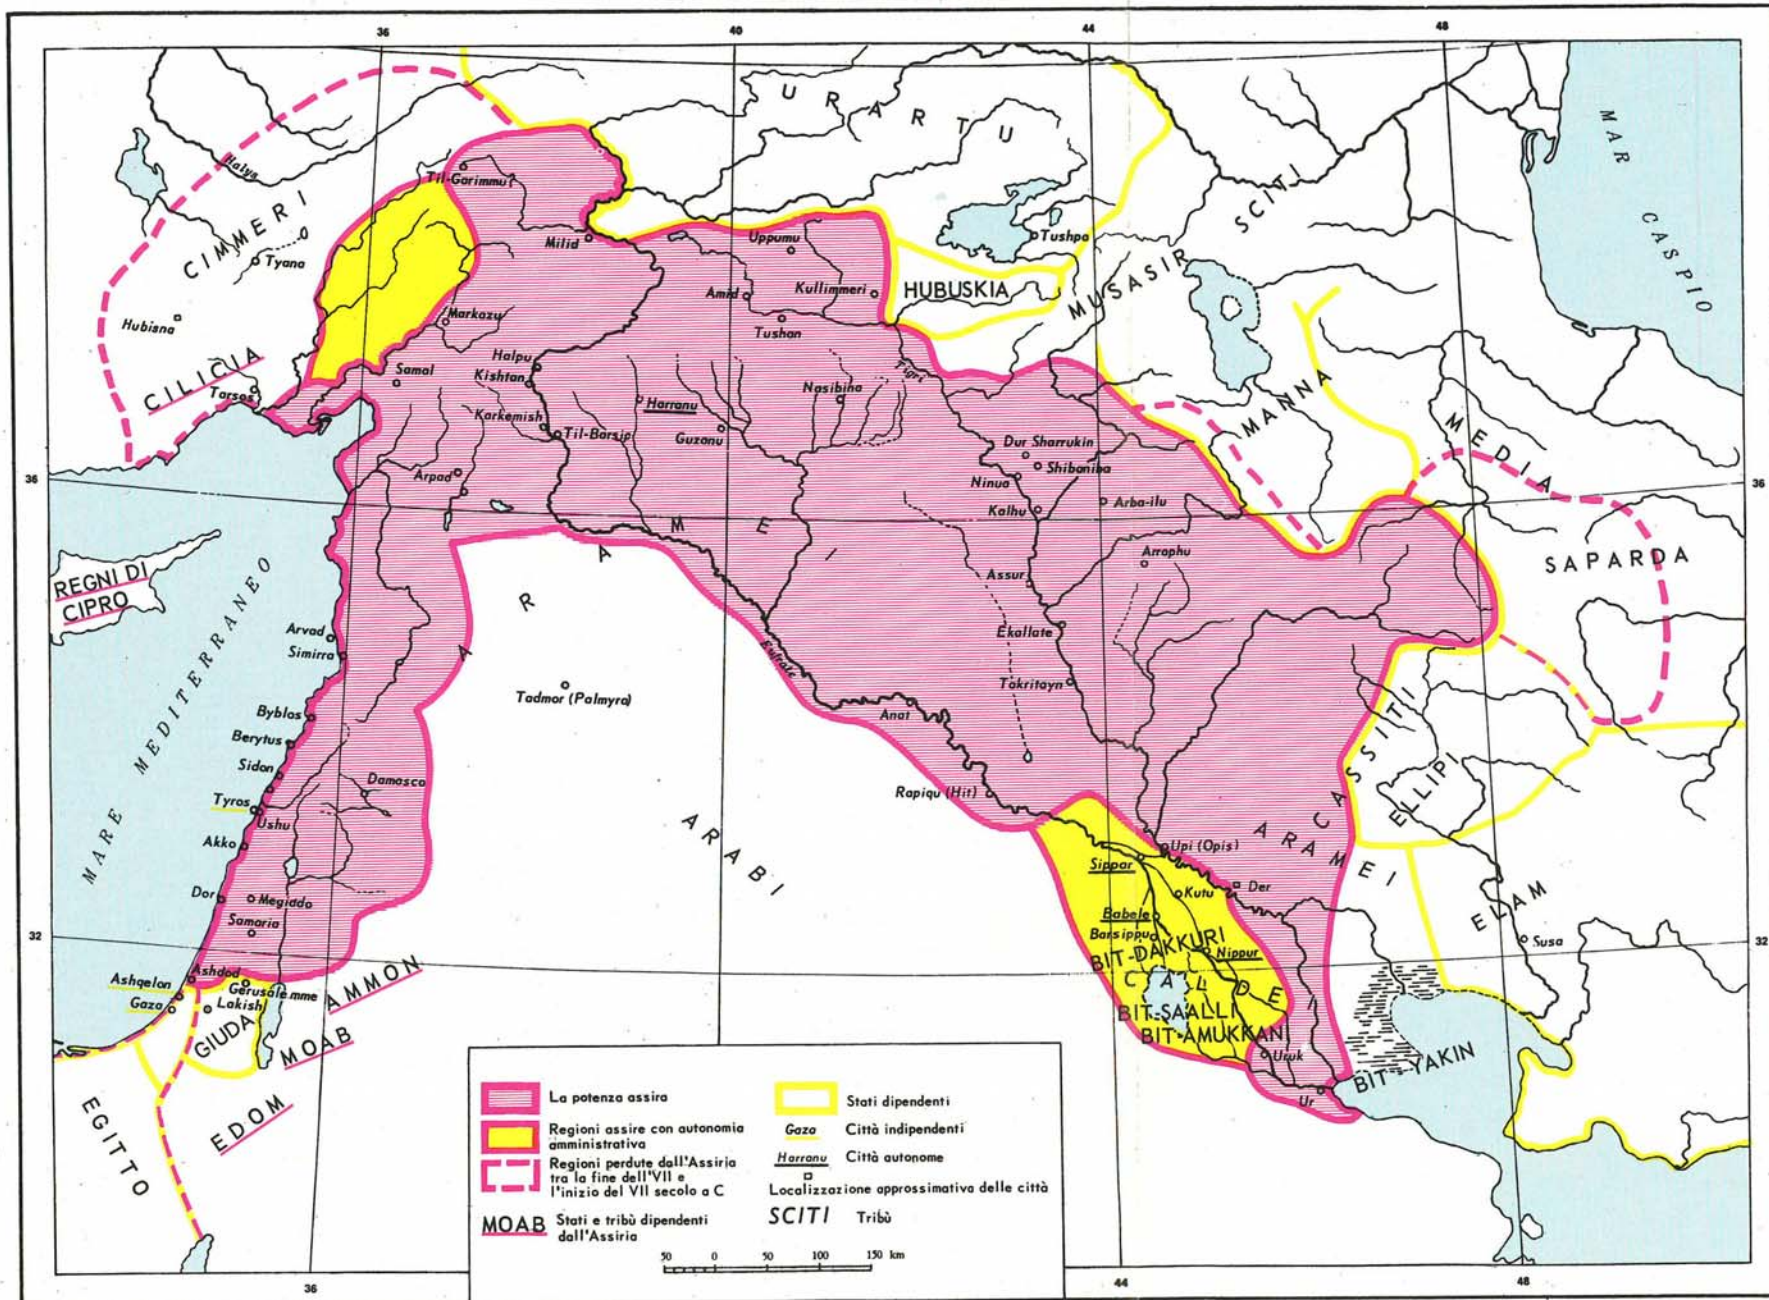 36
40
44
48
URARTU
MAR CASPIO
Halys
Til-Garimmu
CIMMERI
SCITI
Tyana
Milid
Uppumu
Tushpa
Hubisna
Markazu
Amid
Kullimmeri
HUBUSKIA
MUSASIR
Tushan
CILICIA
Tarsos
Samal
Halpu
Kishtan
Tigri
Nasibina
Harranu
Karkemish
Til-Barsip
Guzanu
MANNA
MEDIA
Dur Sharrukin
Shibaniba
Ninua
Arpad
Kalhu
Arba-ilu
36
36
ARAMEI
Arraphu
SAPARDA
Assur
REGNI DI
CIPRO
MARE MEDITERRANEO
Arvad
Simirra
Ekallate
Eufrate
Tadmor (Palmyra)
Takritayn
Anat
Byblos
Berytus
Sidon
Damasco
Tyros
Ushu
Akko
Rapiqu (Hit)
CASSITI
ELLIPI
ARABI
ARAMEI
Upi (Opis)
Sippar
Der
Kutu
Dor
Megiddo
Samaria
Babele
Barsippu
BIT-DAKKURI
Nippur
ELAM
Susa
32
32
Ashdod
Ashqelon
Gerusalemme
AMMON
Gaza
Lakish
GIUDA
MOAB
CALDEI
BIT-SAALLI
BIT-AMUKKAN
Uruk
Ur
BIT-YAKIN
EGITTO
EDOM
La potenza assira
Regioni assire con autonomia
amministrativa
Regioni perdute dall'Assiria
tra la fine dell'VII e
l'inizio del VII secolo a C
MOAB Stati e tribù dipendenti
dall'Assiria
Stati dipendenti
Gaza Città indipendenti
Harranu Città autonome
Localizzazione approssimativa delle città
SCITI Tribù
50 0 50 100 150 km
36
44
48